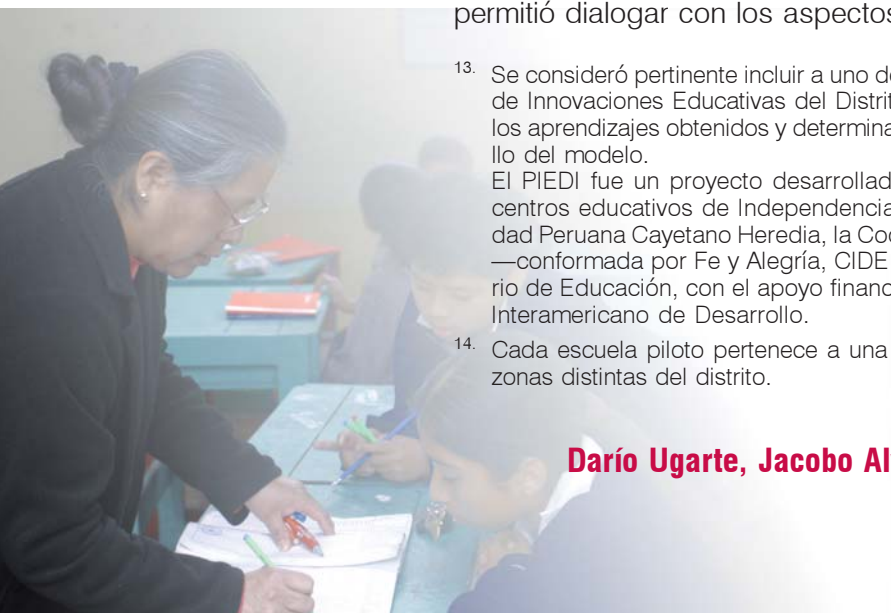 permitió dialogar con los aspectos
13. Se consideró pertinente incluir a uno de
de Innovaciones Educativas del Distrit
los aprendizajes obtenidos y determina
llo del modelo.
El PIEDI fue un proyecto desarrollad
centros educativos de Independencia
dad Peruana Cayetano Heredia, la Coo
—conformada por Fe y Alegría, CIDE
rio de Educación, con el apoyo financ
Interamericano de Desarrollo.
14. Cada escuela piloto pertenece a una
zonas distintas del distrito.
Darío Ugarte, Jacobo Al